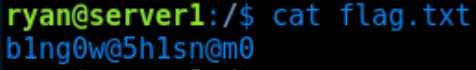 ryan@server1:/$ cat flag.txt
b1ng0w@5h1sn@m0